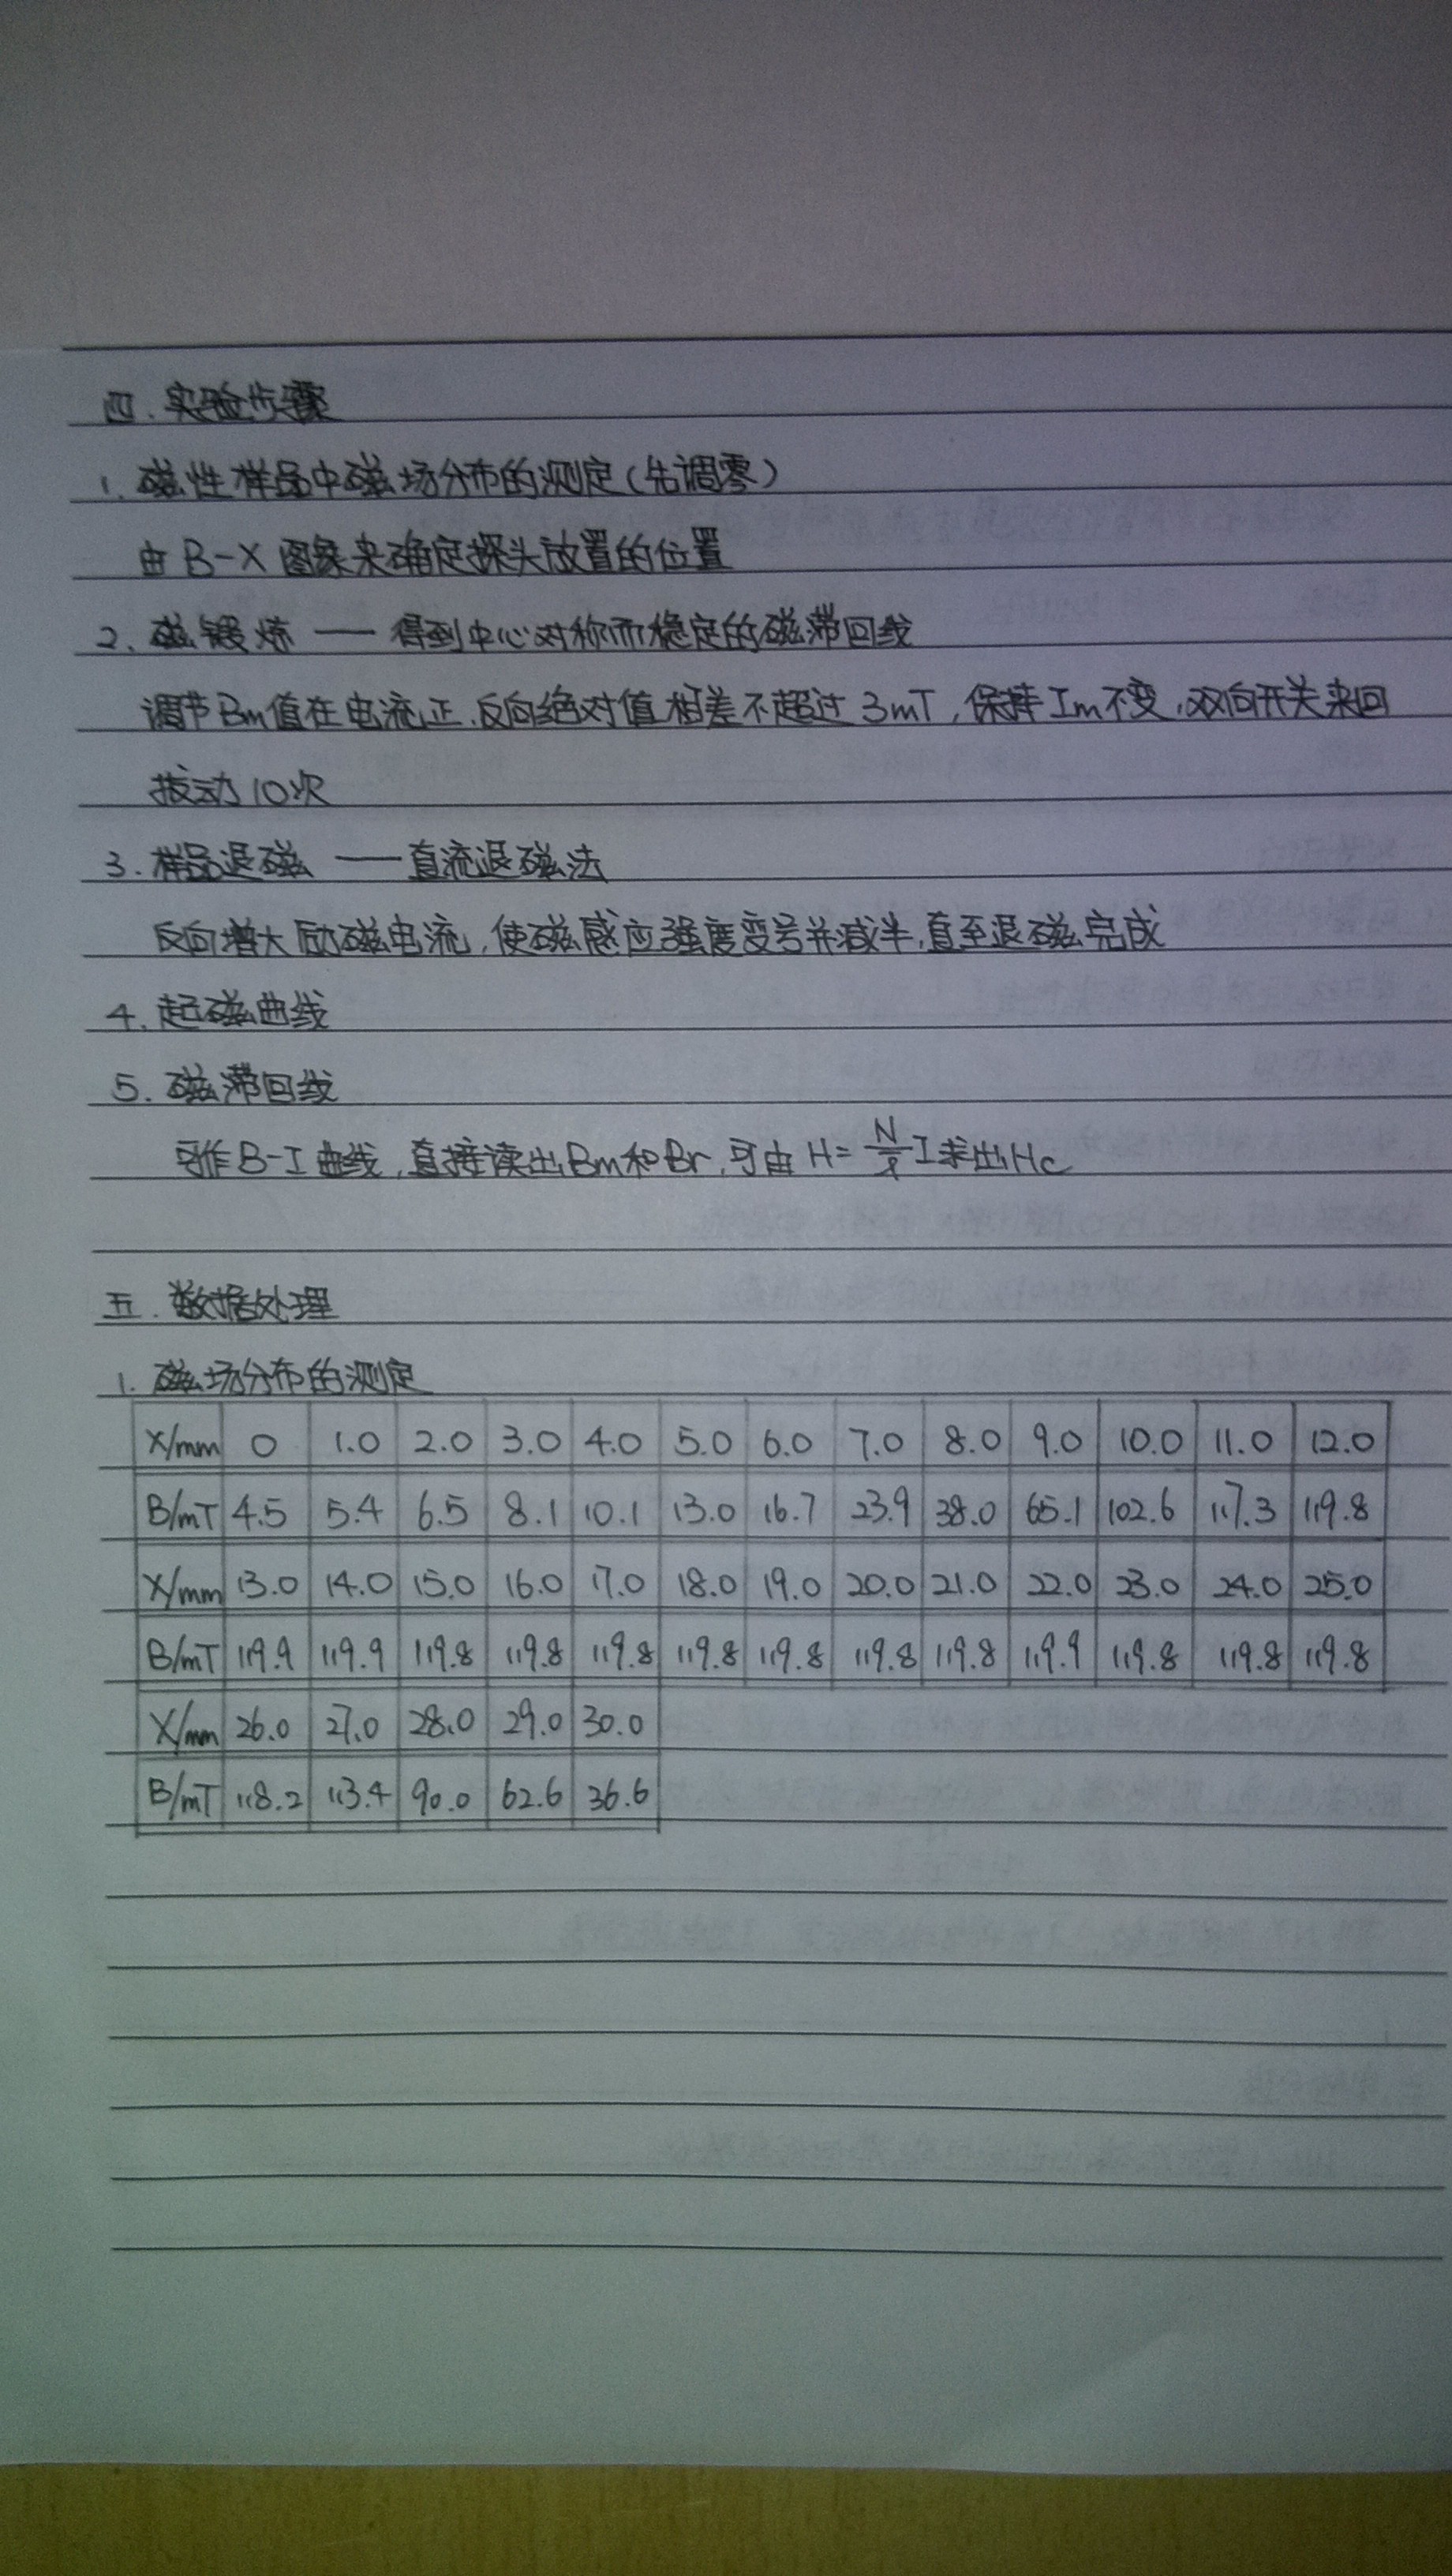 四. 实验步骤
1. 磁性样品中磁场分布的测定(先调零)
由B-X图象来确定探头放置的位置
2. 磁锻炼 — 得到中心对称而稳定的磁滞回线
调节Bm值在电流正、反向绝对值相差不超过3mT,保持Im不变,双向开关来回
拨动10次
3. 样品退磁 — 直流退磁法
反向增大励磁电流,使磁感应强度变号并减半,直至退磁完成
4. 起磁曲线
5. 磁滞回线
可作B-I曲线,直接读出Bm和Br,可由H=N/ℓ I求出Hc
五. 数据处理
1. 磁场分布的测定
X/mm 0 1.0 2.0 3.0 4.0 5.0 6.0 7.0 8.0 9.0 10.0 11.0 12.0
B/mT 4.5 5.4 6.5 8.1 10.1 13.0 16.7 23.9 38.0 65.1 102.6 117.3 119.8
X/mm 13.0 14.0 15.0 16.0 17.0 18.0 19.0 20.0 21.0 22.0 23.0 24.0 25.0
B/mT 119.9 119.9 119.8 119.8 119.8 119.8 119.8 119.8 119.8 119.9 119.8 119.8 119.8
X/mm 26.0 27.0 28.0 29.0 30.0
B/mT 118.2 113.4 90.0 62.6 36.6